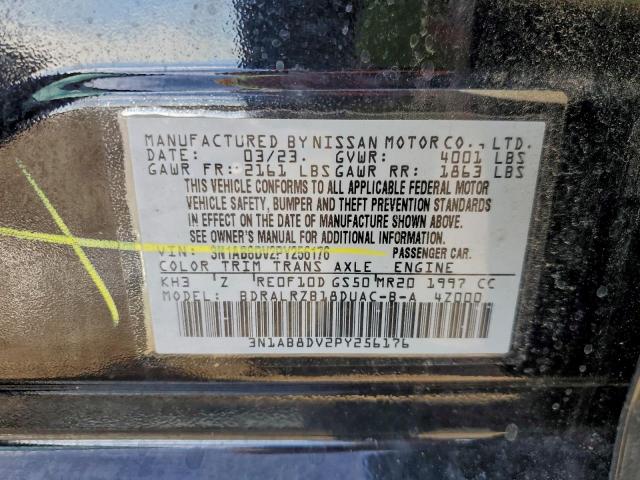 MANUFACTURED BY NISSAN MOTOR CO., LTD.
DATE: 03/23. GVWR: 4001 LBS
GAWR FR: 2161 LBS GAWR RR: 1863 LBS
THIS VEHICLE CONFORMS TO ALL APPLICABLE FEDERAL MOTOR
VEHICLE SAFETY, BUMPER AND THEFT PREVENTION STANDARDS
IN EFFECT ON THE DATE OF MANUFACTURE SHOWN ABOVE.
SEE OWNER'S MANUAL FOR ADDITIONAL INFORMATION.
VIN: 3N1AB8DV2PY256176 PASSENGER CAR.
COLOR TRIM TRANS AXLE ENGINE
KH3 'Z RE0F10D GS50 MR20 1997 CC
MODEL: BDRALRZB18DUAC-B-A 4Z000
3N1AB8DV2PY256176